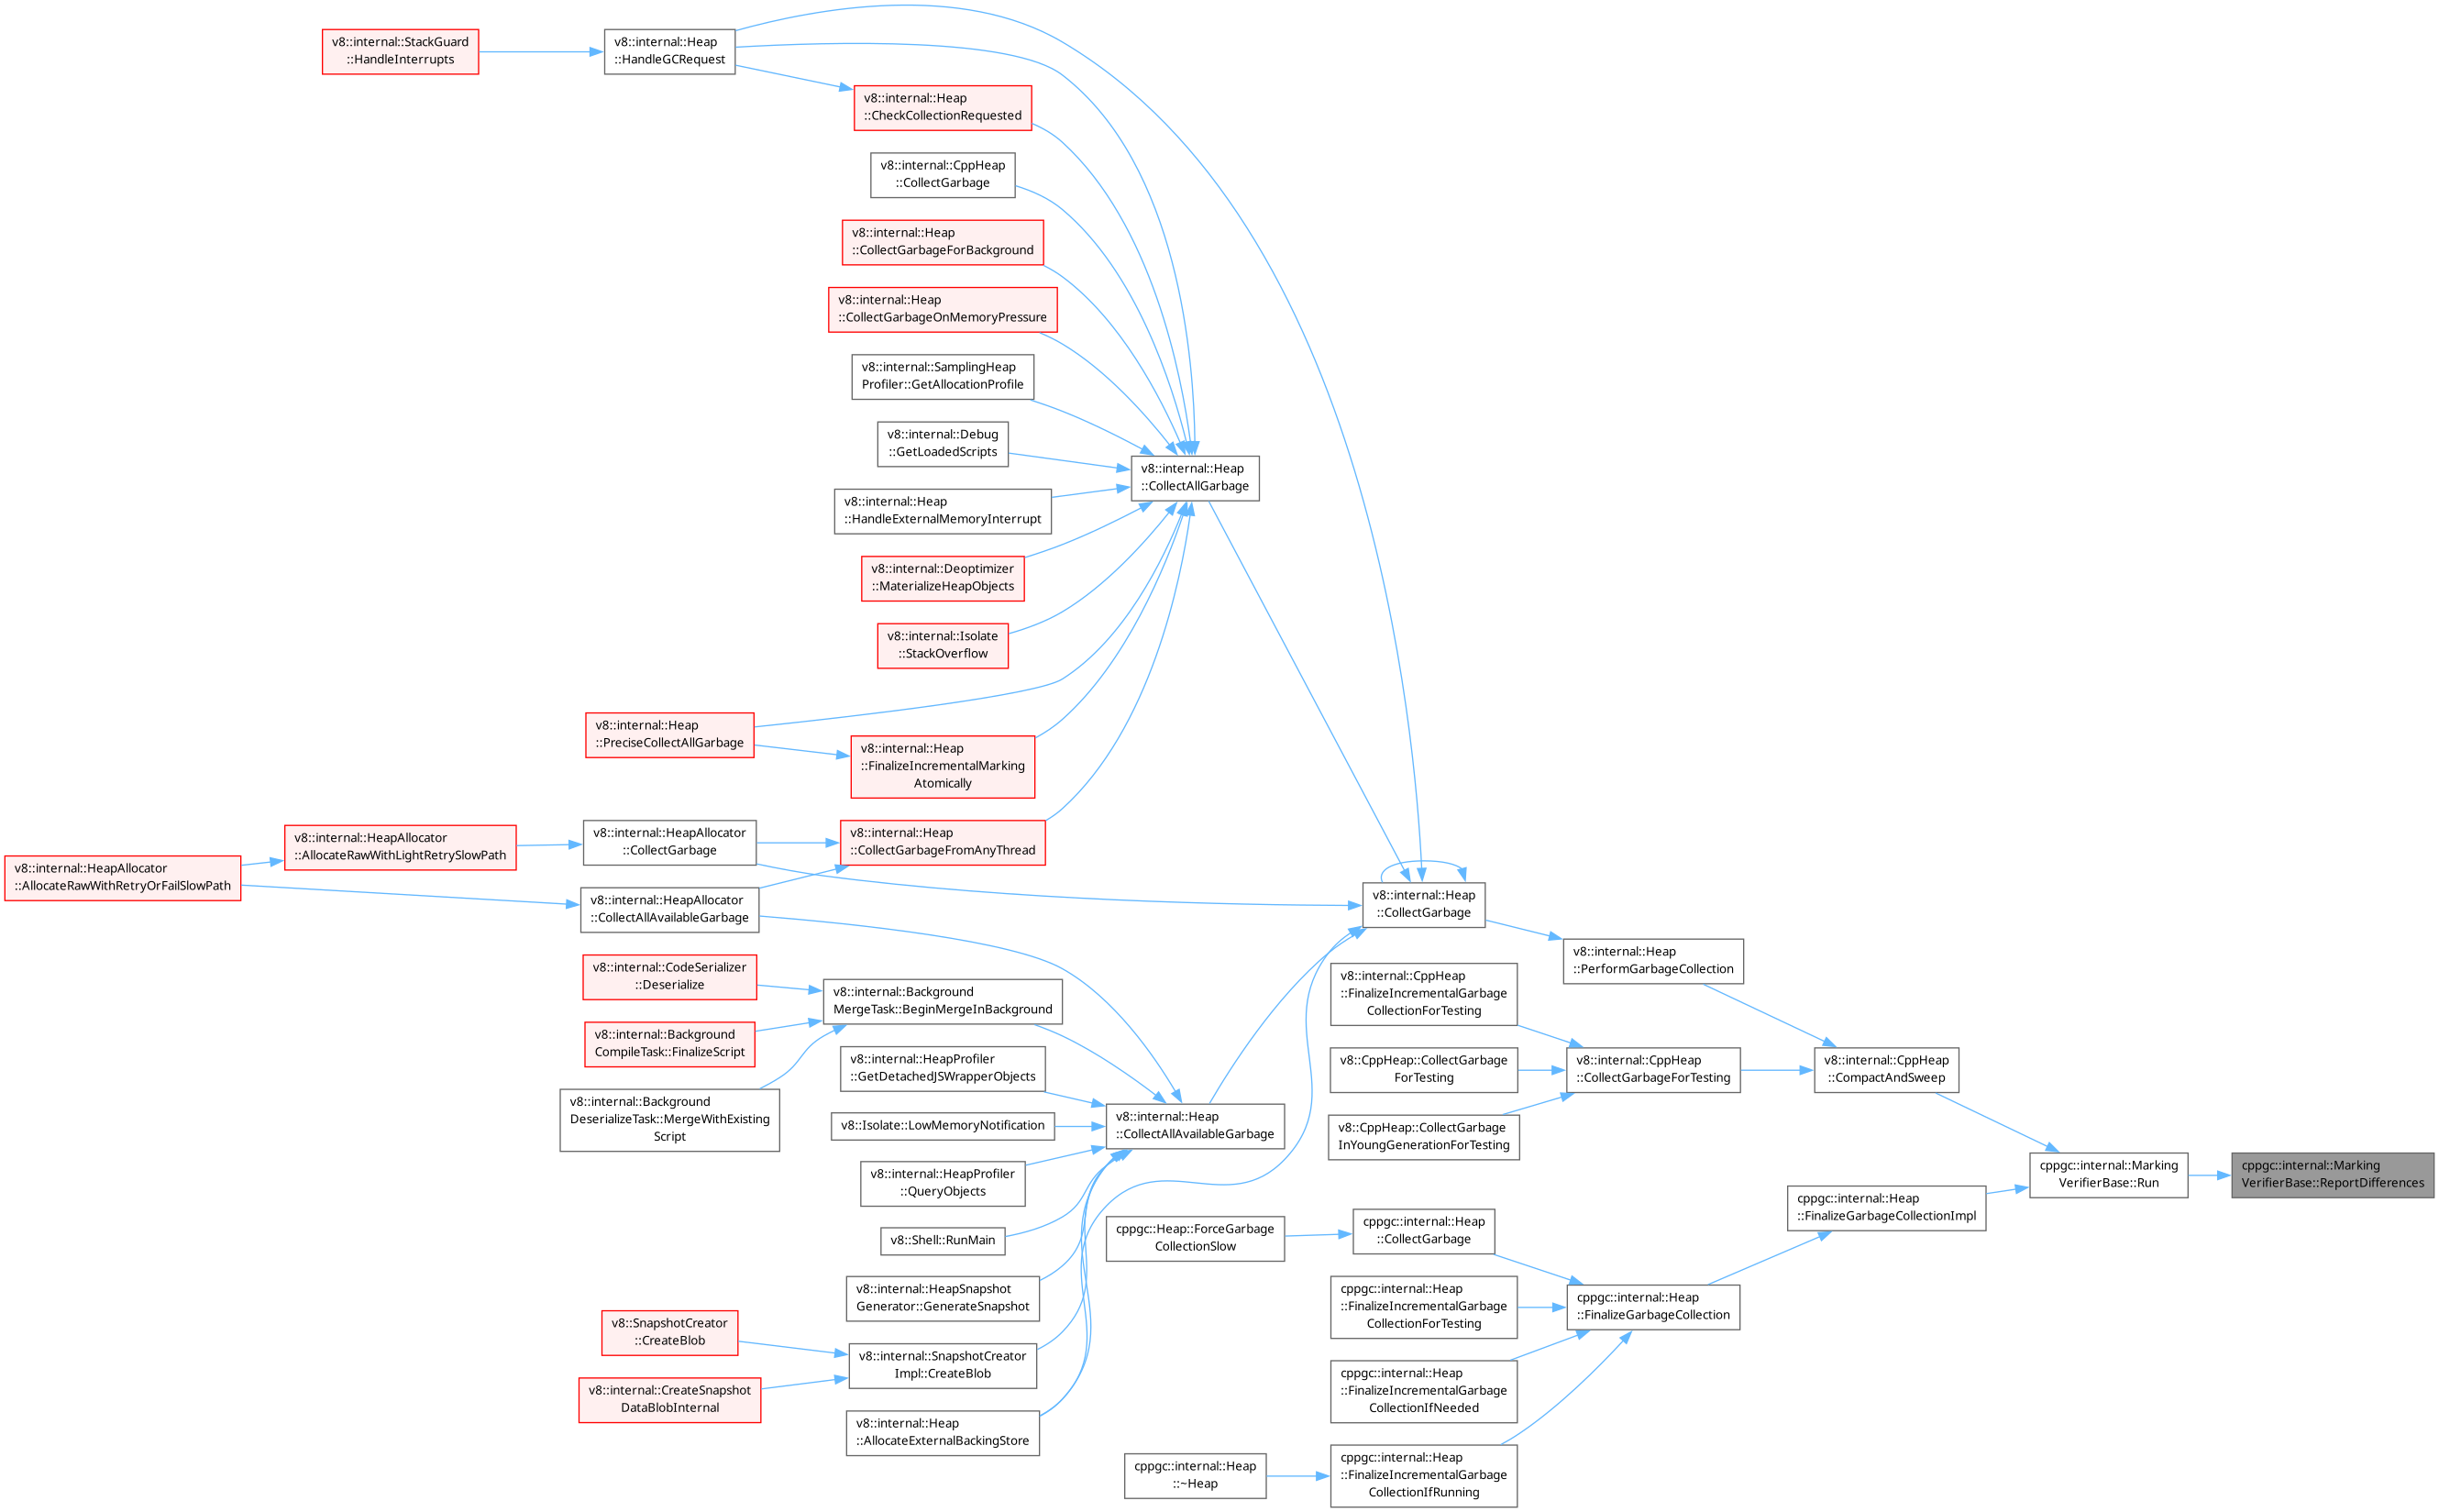 v8::internal::StackGuard
::HandleInterrupts
v8::internal::Heap
::HandleGCRequest
v8::internal::Heap
::CheckCollectionRequested
v8::internal::CppHeap
::CollectGarbage
v8::internal::Heap
::CollectGarbageForBackground
v8::internal::Heap
::CollectGarbageOnMemoryPressure
v8::internal::SamplingHeap
Profiler::GetAllocationProfile
v8::internal::Debug
::GetLoadedScripts
v8::internal::Heap
::CollectAllGarbage
v8::internal::Heap
::HandleExternalMemoryInterrupt
v8::internal::Deoptimizer
::MaterializeHeapObjects
v8::internal::Isolate
::StackOverflow
v8::internal::Heap
::PreciseCollectAllGarbage
v8::internal::Heap
::FinalizeIncrementalMarking
Atomically
v8::internal::HeapAllocator
::AllocateRawWithRetryOrFailSlowPath
v8::internal::HeapAllocator
::AllocateRawWithLightRetrySlowPath
v8::internal::HeapAllocator
::CollectGarbage
v8::internal::Heap
::CollectGarbageFromAnyThread
v8::internal::HeapAllocator
::CollectAllAvailableGarbage
v8::internal::Heap
::CollectGarbage
v8::internal::Heap
::PerformGarbageCollection
v8::internal::CodeSerializer
::Deserialize
v8::internal::Background
MergeTask::BeginMergeInBackground
v8::internal::CppHeap
::FinalizeIncrementalGarbage
CollectionForTesting
v8::internal::Background
CompileTask::FinalizeScript
v8::internal::HeapProfiler
::GetDetachedJSWrapperObjects
v8::CppHeap::CollectGarbage
ForTesting
v8::internal::CppHeap
::CollectGarbageForTesting
v8::internal::CppHeap
::CompactAndSweep
v8::internal::Background
DeserializeTask::MergeWithExisting
Script
v8::Isolate::LowMemoryNotification
v8::internal::Heap
::CollectAllAvailableGarbage
v8::CppHeap::CollectGarbage
InYoungGenerationForTesting
v8::internal::HeapProfiler
::QueryObjects
cppgc::internal::Marking
VerifierBase::Run
cppgc::internal::Marking
VerifierBase::ReportDifferences
v8::Shell::RunMain
cppgc::Heap::ForceGarbage
CollectionSlow
cppgc::internal::Heap
::CollectGarbage
cppgc::internal::Heap
::FinalizeGarbageCollectionImpl
v8::internal::HeapSnapshot
Generator::GenerateSnapshot
cppgc::internal::Heap
::FinalizeIncrementalGarbage
CollectionForTesting
cppgc::internal::Heap
::FinalizeGarbageCollection
v8::SnapshotCreator
::CreateBlob
v8::internal::SnapshotCreator
Impl::CreateBlob
cppgc::internal::Heap
::FinalizeIncrementalGarbage
CollectionIfNeeded
v8::internal::CreateSnapshot
DataBlobInternal
v8::internal::Heap
::AllocateExternalBackingStore
cppgc::internal::Heap
::~Heap
cppgc::internal::Heap
::FinalizeIncrementalGarbage
CollectionIfRunning